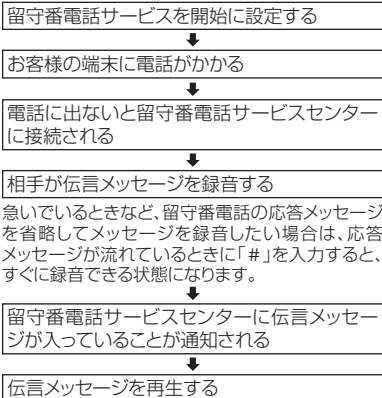 留守番電話サービスを開始に設定する
お客様の端末に電話がかかる
電話に出ないと留守番電話サービスセンター
に接続される
相手が伝言メッセージを録音する
急いでいるときなど、留守番電話の応答メッセージ
を省略してメッセージを録音したい場合は、応答
メッセージが流れているときに「#」を入力すると、
すぐに録音できる状態になります。
留守番電話サービスセンターに伝言メッセー
ジが入っていることが通知される
伝言メッセージを再生する